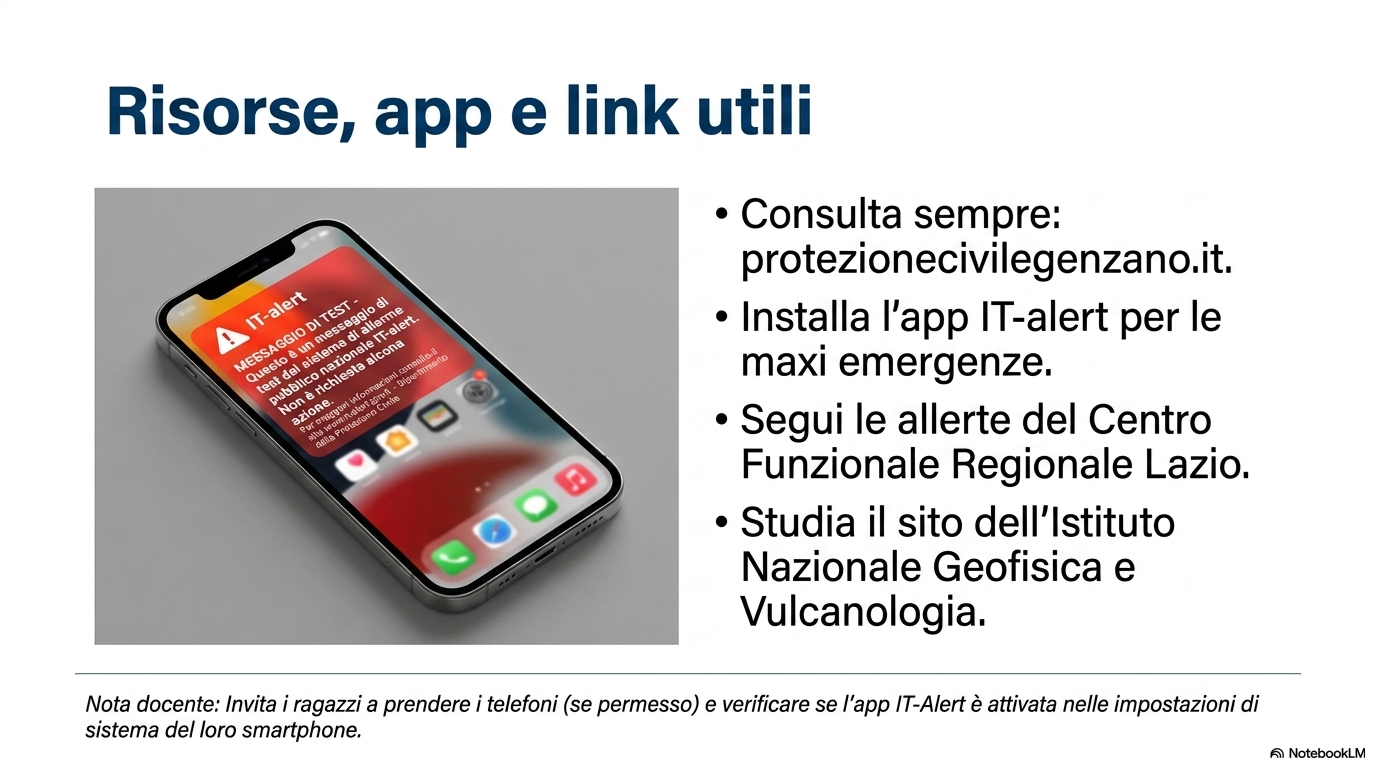 Risorse, app e link utili
IT-alert
MESSAGGIO DI TEST -
Questo è un messaggio di
test del sistema di allarme
pubblico nazionale IT-alert.
Non è richiesta alcona
azione.
• Consulta sempre:
protezionecivilegenzano.it.
• Installa l’app IT-alert per le
maxi emergenze.
• Segui le allerte del Centro
Funzionale Regionale Lazio.
• Studia il sito dell’Istituto
Nazionale Geofisica e
Vulcanologia.
Nota docente: Invita i ragazzi a prendere i telefoni (se permesso) e verificare se l’app IT-Alert è attivata nelle impostazioni di
sistema del loro smartphone.
NotebookLM